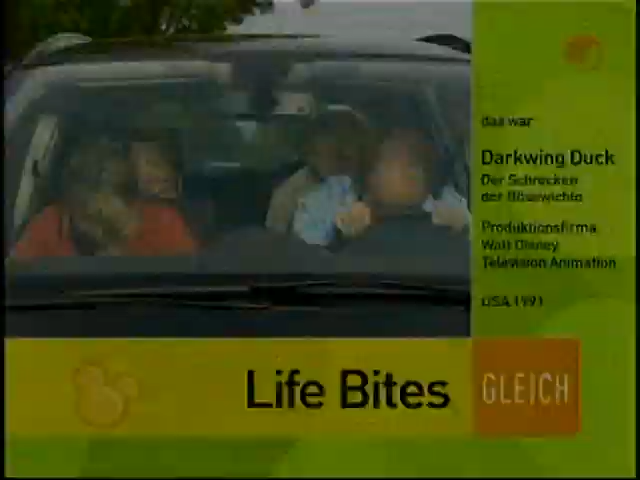 das war
Darkwing Duck
Der Schrecken
der Bösewichte
Produktionsfirma
Walt Disney
Television Animation
USA 1991
Life Bites
GLEICH